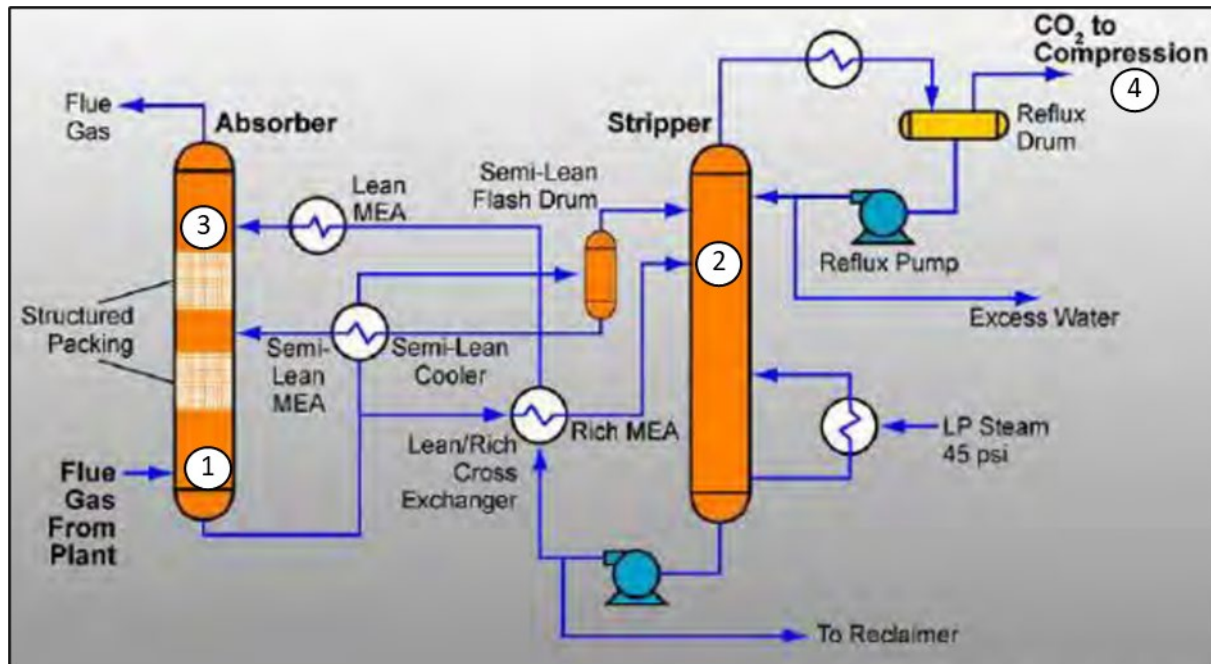 CO₂ to
Compression
4
Flue
Gas
Absorber
Stripper
Reflux
Drum
Semi-Lean
Flash Drum
Lean
MEA
3
2
Reflux Pump
Structured
Packing
Excess Water
Semi-
Lean
MEA
Semi-Lean
Cooler
Rich MEA
LP Steam
45 psi
1
Lean/Rich
Cross
Exchanger
Flue
Gas
From
Plant
To Reclaimer